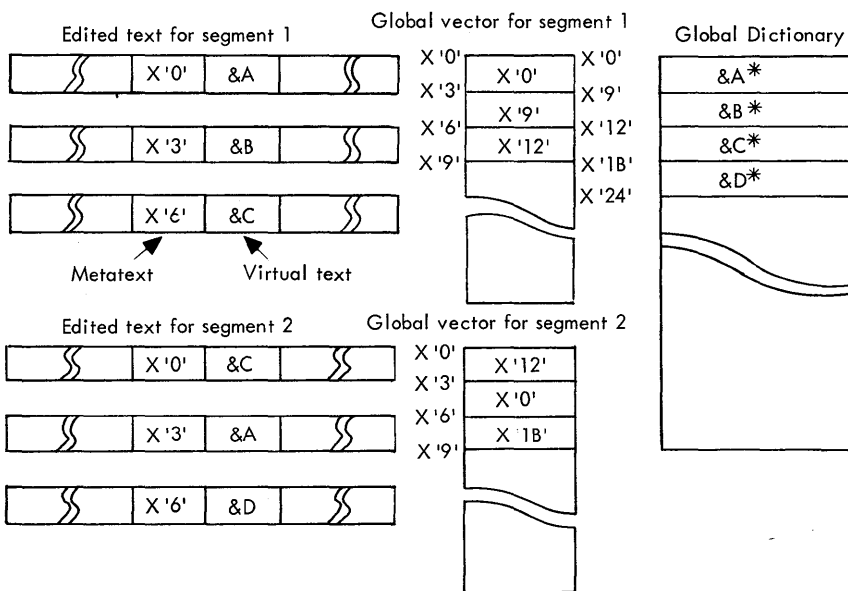 Edited text for segment 1
X'0' &A
X'3' &B
X'6' &C
Metatext
Virtual text
Global vector for segment 1
X'0'
X'3'
X'6'
X'9'
X'0'
X'9'
X'12'
Global Dictionary
X'0'
X'9'
X'12'
X'1B'
X'24'
&A*
&B*
&C*
&D*
Edited text for segment 2
X'0' &C
X'3' &A
X'6' &D
Global vector for segment 2
X'0'
X'3'
X'6'
X'9'
X'12'
X'0'
X'1B'